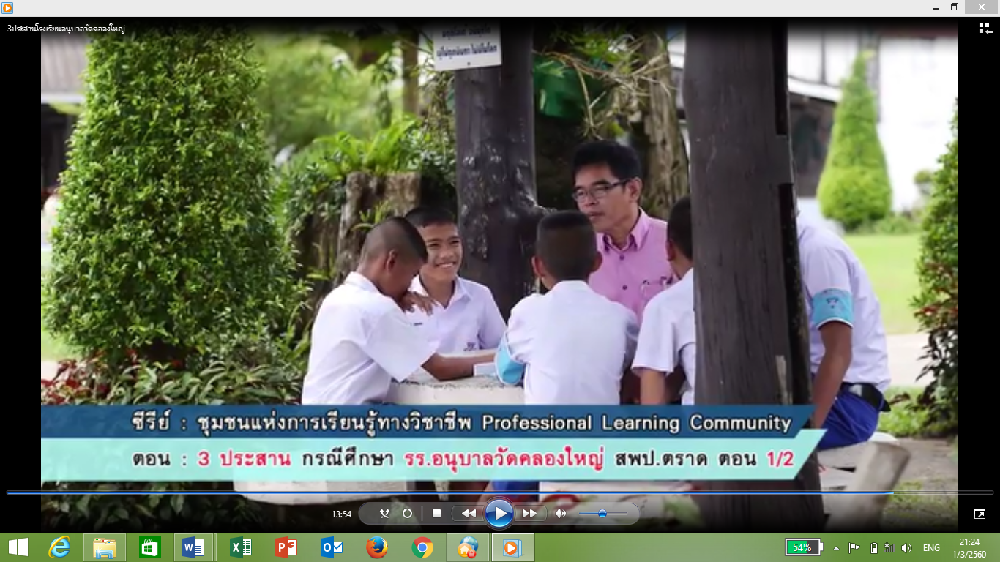 3ประสานโรงเรียนอนุบาลวัดคลองใหญ่
ซีรีย์ : ชุมชนแห่งการเรียนรู้ทางวิชาชีพ Professional Learning Community
ตอน : 3 ประสาน กรณีศึกษา รร.อนุบาลวัดคลองใหญ่ สพป.ตราด ตอน 1/2
13:54
54%
ENG
21:24
1/3/2560